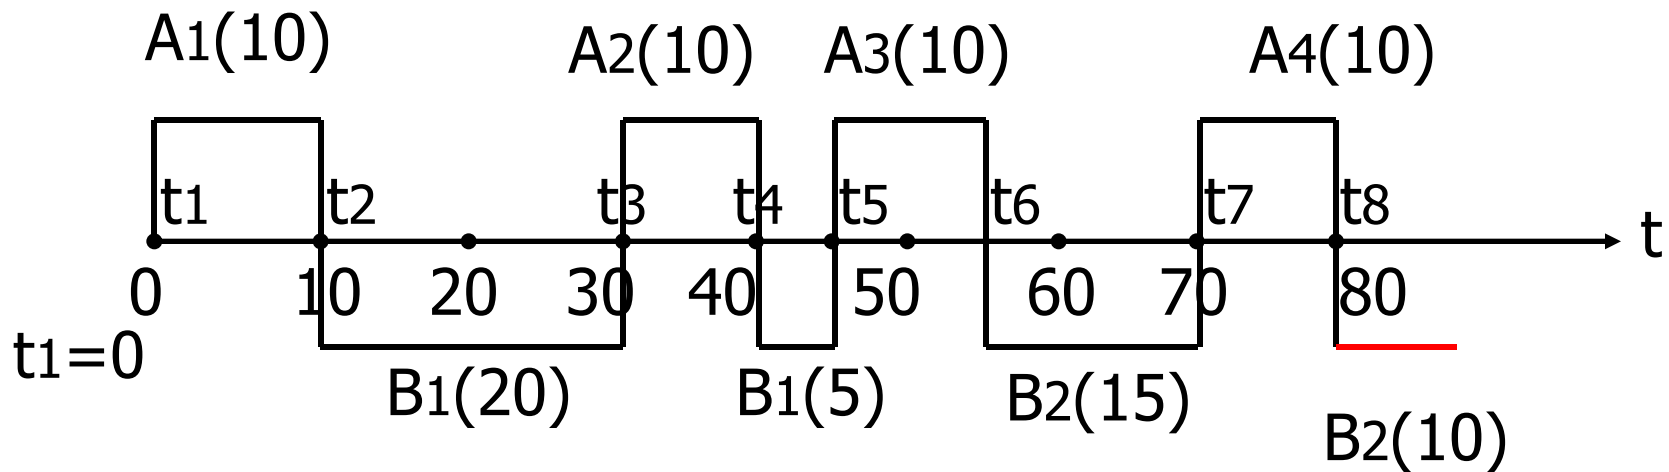 A1(10) A2(10) A3(10) A4(10)
t1 t2 t3 t4 t5 t6 t7 t8 t
0 10 20 30 40 50 60 70 80
t1=0
B1(20) B1(5) B2(15) B2(10)